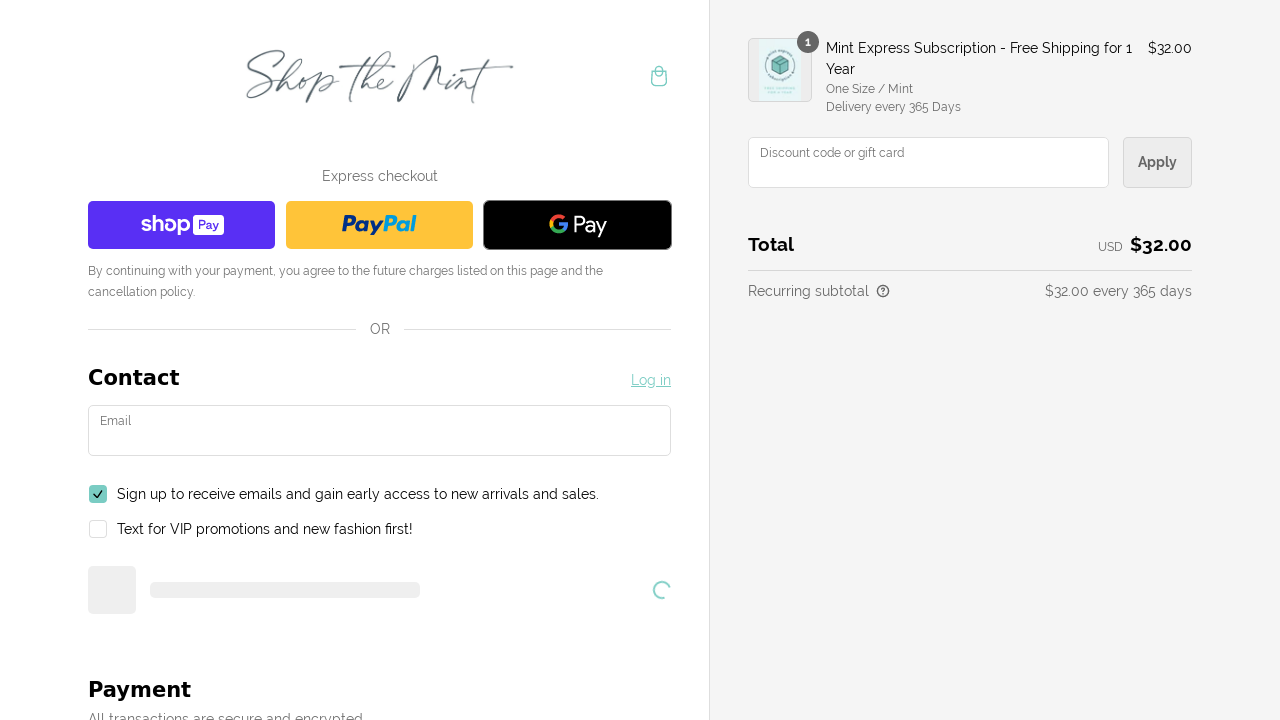 Shop the Mint
Express checkout
shop Pay
PayPal
G Pay
By continuing with your payment, you agree to the future charges listed on this page and the
cancellation policy.
OR
Contact
Log in
Email
Sign up to receive emails and gain early access to new arrivals and sales.
Text for VIP promotions and new fashion first!
Payment
All transactions are secure and encrypted.
1
Mint Express Subscription - Free Shipping for 1
Year
$32.00
One Size / Mint
Delivery every 365 Days
Discount code or gift card
Apply
Total
USD $32.00
Recurring subtotal
$32.00 every 365 days